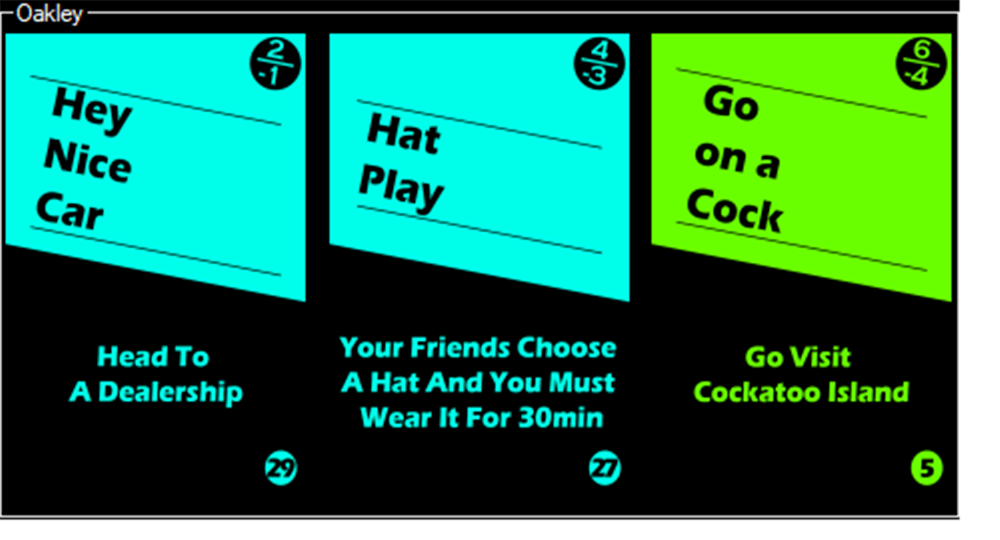 Oakley
2
-1
Hey
Nice
Car
Head To
A Dealership
29
4
-3
Hat
Play
Your Friends Choose
A Hat And You Must
Wear It For 30min
27
6
-4
Go
on a
Cock
Go Visit
Cockatoo Island
5